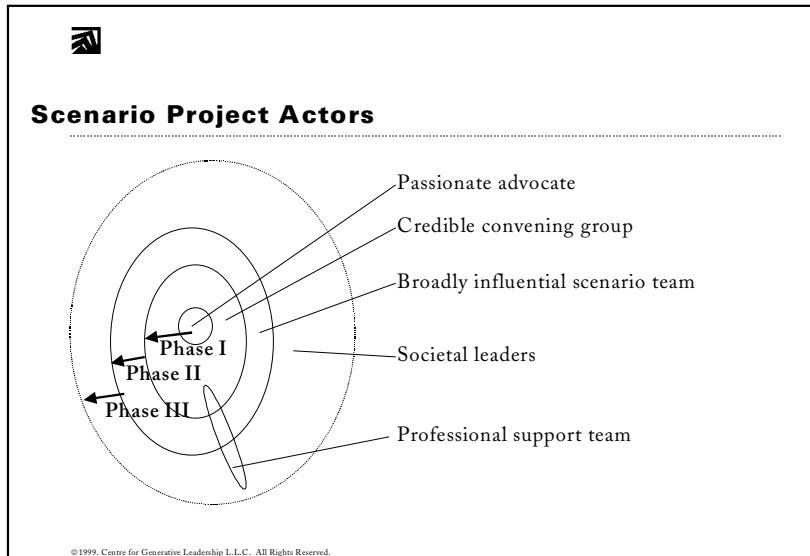 Scenario Project Actors
Passionate advocate
Credible convening group
Broadly influential scenario team
Phase I
Societal leaders
Phase II
Phase III
Professional support team
©1999. Centre for Generative Leadership L.L.C. All Rights Reserved.